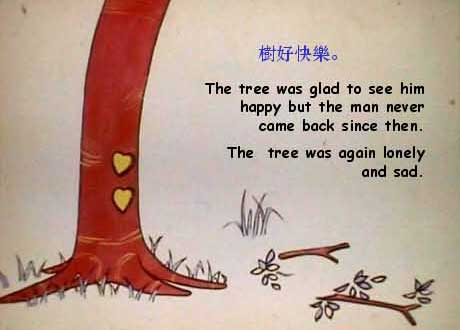 樹好快樂。
The tree was glad to see him
happy but the man never
came back since then.
The tree was again lonely
and sad.